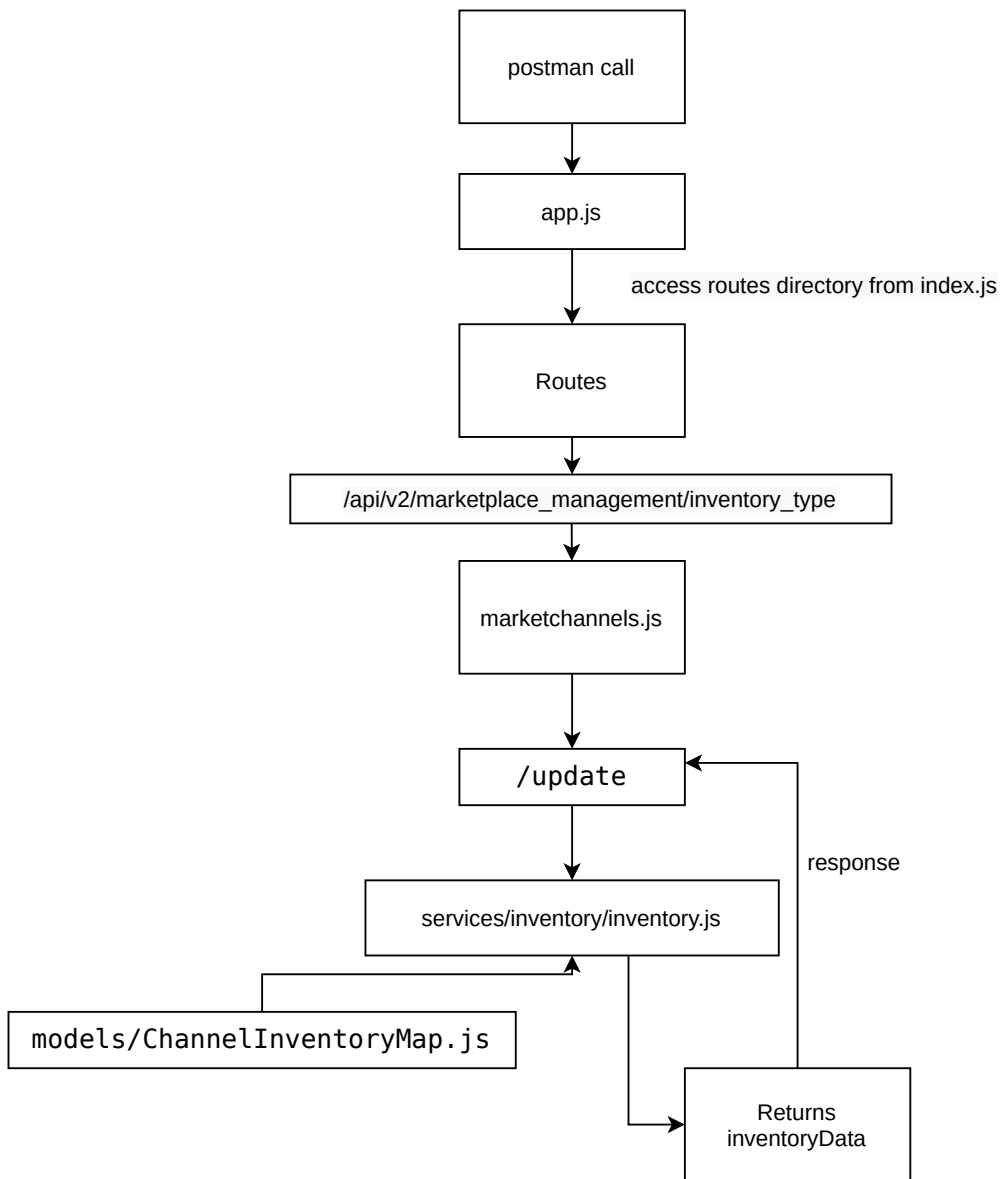 postman call
app.js
access routes directory from index.js
Routes
/api/v2/marketplace_management/inventory_type
marketchannels.js
/update
response
services/inventory/inventory.js
models/ChannelInventoryMap.js
Returns
inventoryData